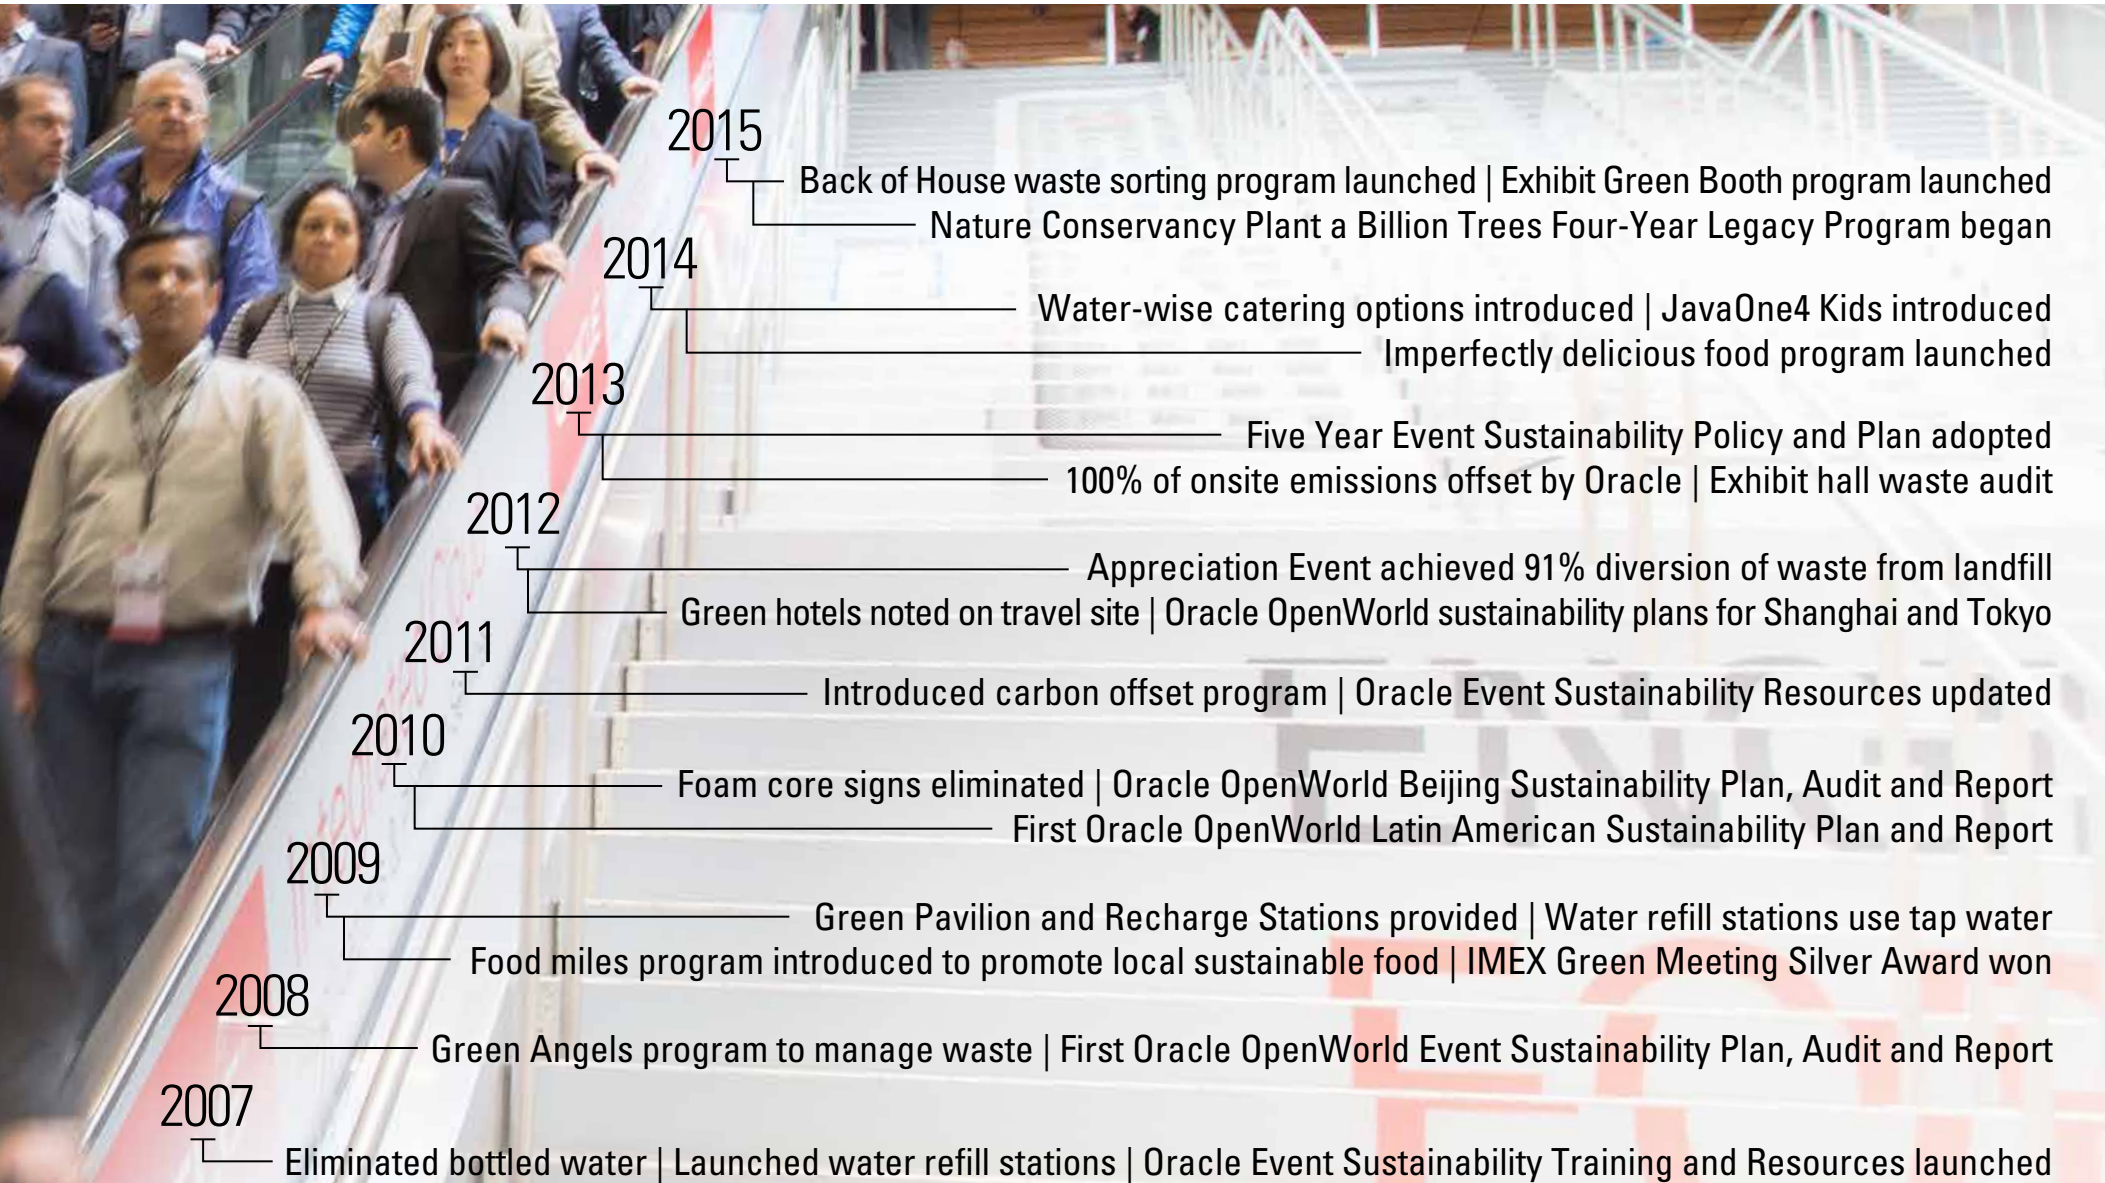 2015
Back of House waste sorting program launched | Exhibit Green Booth program launched
Nature Conservancy Plant a Billion Trees Four-Year Legacy Program began
2014
Water-wise catering options introduced | JavaOne4 Kids introduced
Imperfectly delicious food program launched
2013
Five Year Event Sustainability Policy and Plan adopted
100% of onsite emissions offset by Oracle | Exhibit hall waste audit
2012
Appreciation Event achieved 91% diversion of waste from landfill
Green hotels noted on travel site | Oracle OpenWorld sustainability plans for Shanghai and Tokyo
2011
Introduced carbon offset program | Oracle Event Sustainability Resources updated
2010
Foam core signs eliminated | Oracle OpenWorld Beijing Sustainability Plan, Audit and Report
First Oracle OpenWorld Latin American Sustainability Plan and Report
2009
Green Pavilion and Recharge Stations provided | Water refill stations use tap water
Food miles program introduced to promote local sustainable food | IMEX Green Meeting Silver Award won
2008
Green Angels program to manage waste | First Oracle OpenWorld Event Sustainability Plan, Audit and Report
2007
Eliminated bottled water | Launched water refill stations | Oracle Event Sustainability Training and Resources launched